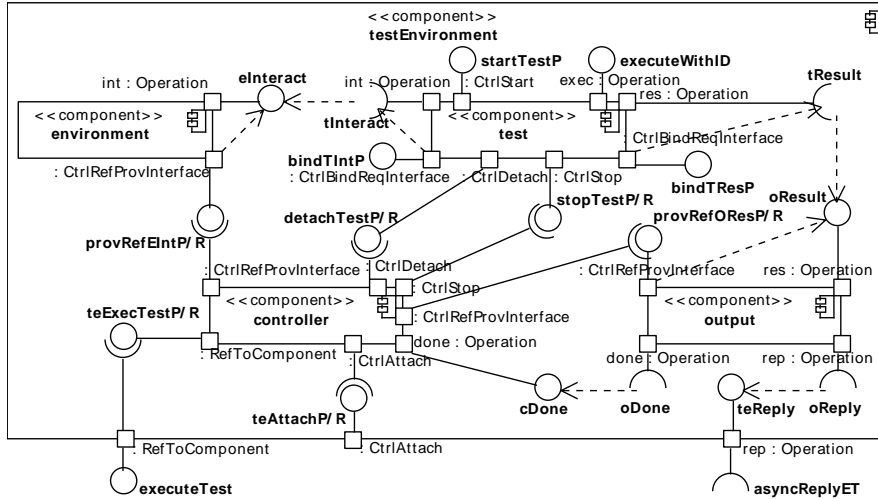 <<component>>
testEnvironment
startTestP
executeWithID
int : Operation
eInteract
int : Operation
: CtrlStart
exec : Operation
res : Operation
tResult
<<component>>
environment
tInteract
<<component>>
test
: CtrlBindReqInterface
bindTIntP
: CtrlRefProvInterface
: CtrlBindReqInterface
: CtrlDetach
: CtrlStop
bindTResP
oResult
detachTestP/R
stopTestP/R
provRefOResP/R
provRefEIntP/R
: CtrlRefProvInterface
: CtrlDetach
: CtrlRefProvInterface
res : Operation
: CtrlStop
<<component>>
controller
<<component>>
output
teExecTestP/R
: CtrlRefProvInterface
: RefToComponent
: CtrlAttach
done : Operation
done : Operation
rep : Operation
teAttachP/R
cDone
oDone
teReply
oReply
: RefToComponent
: CtrlAttach
rep : Operation
executeTest
asyncReplyET